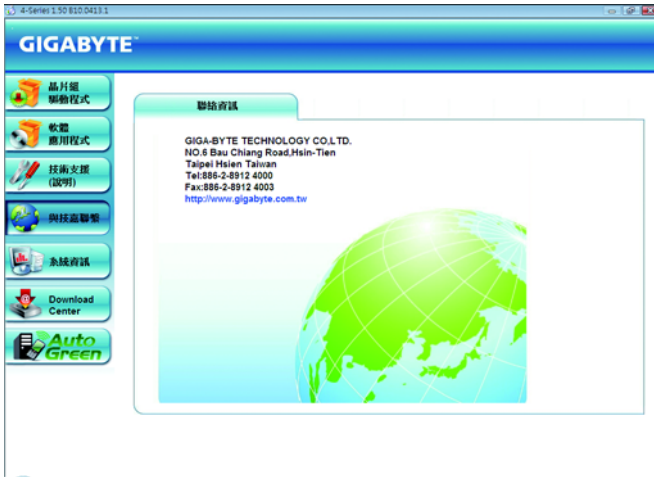 4-Series 1.50 B10.0413.1
GIGABYTE™
晶片組
驅動程式
軟體
應用程式
技術支援
(說明)
與技嘉聯繫
系統資訊
Download
Center
Auto
Green
聯絡資訊
GIGA-BYTE TECHNOLOGY CO,LTD.
NO.6 Bau Chiang Road,Hsin-Tien
Taipei Hsien Taiwan
Tel:886-2-8912 4000
Fax:886-2-8912 4003
http://www.gigabyte.com.tw